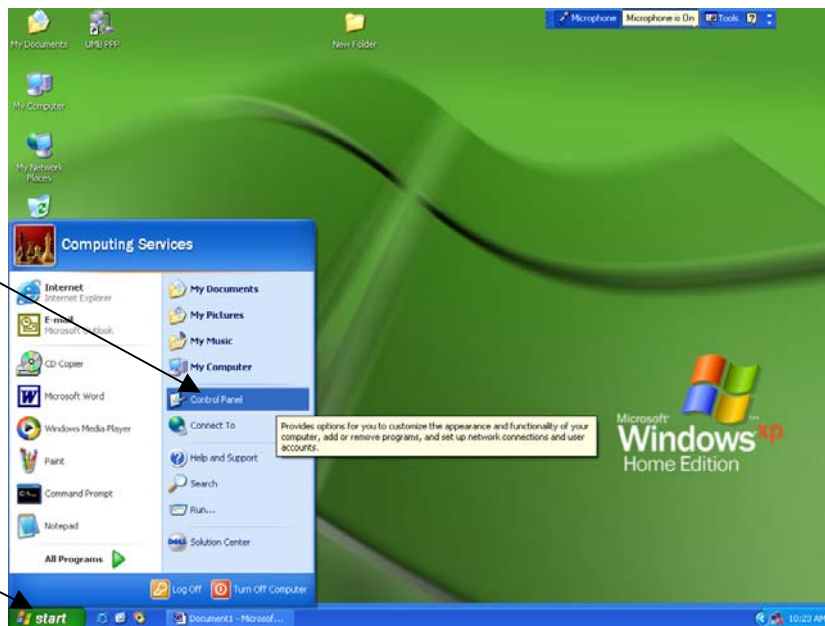 Microphone Microphone is On Tools
My Documents UMB PPP New Folder
My Computer
My Network
Places
Computing Services
Internet
Internet Explorer
E-mail
Microsoft Outlook
CD Copier
Microsoft Word
Windows Media Player
Paint
Command Prompt
Notepad
All Programs
My Documents
My Pictures
My Music
My Computer
Control Panel
Connect To
Help and Support
Search
Run...
DELL Solution Center
Provides options for you to customize the appearance and functionality of your
computer, add or remove programs, and set up network connections and user
accounts.
Microsoft
Windows xp
Home Edition
Log Off Turn Off Computer
start Document1 - Microsof... 10:23 AM